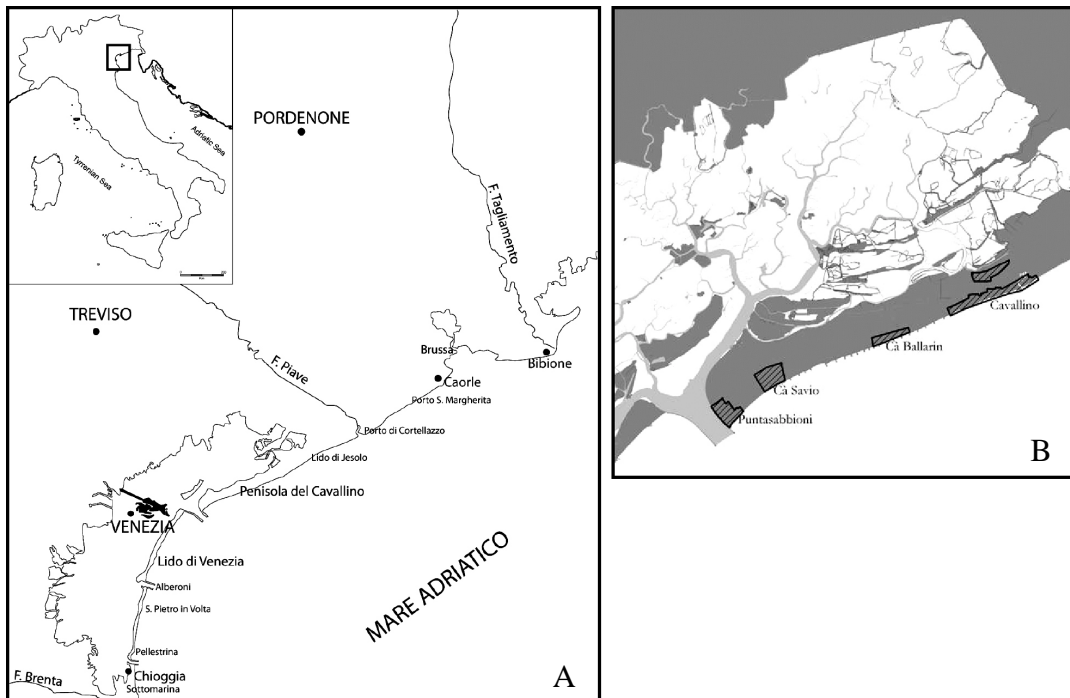 Adriatic Sea
Tyrrenian Sea
PORDENONE
F. Tagliamento
TREVISO
F. Piave
Brussa
Bibione
Caorle
Porto S. Margherita
Porto di Cortellazzo
Lido di Jesolo
Penisola del Cavallino
VENEZIA
Lido di Venezia
Alberoni
S. Pietro in Volta
MARE ADRIATICO
Pellestrina
Chioggia
F. Brenta
Sottomarina
A
Cavallino
Cà Ballarin
Cà Savio
Puntasabbioni
B